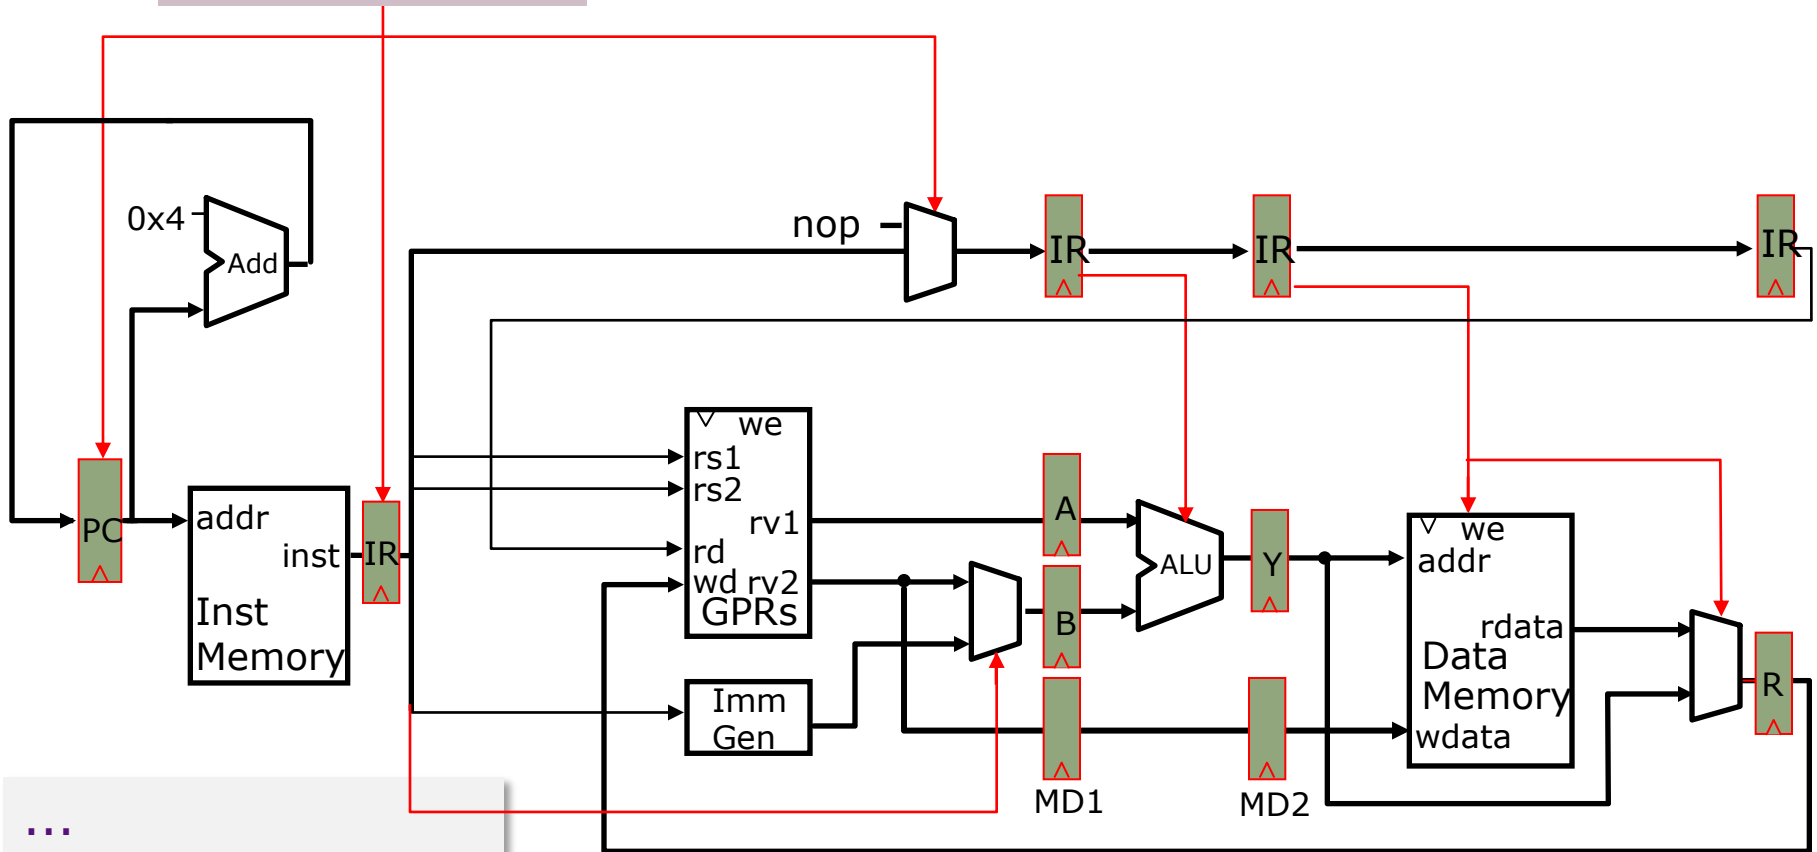 nop
IR
IR
IR
0x4
Add
we
rs1
rs2
rv1
rd
wd rv2
GPRs
PC
addr
inst
Inst
Memory
IR
A
B
ALU
Y
we
addr
rdata
Data
Memory
wdata
R
Imm
Gen
MD1
MD2
...